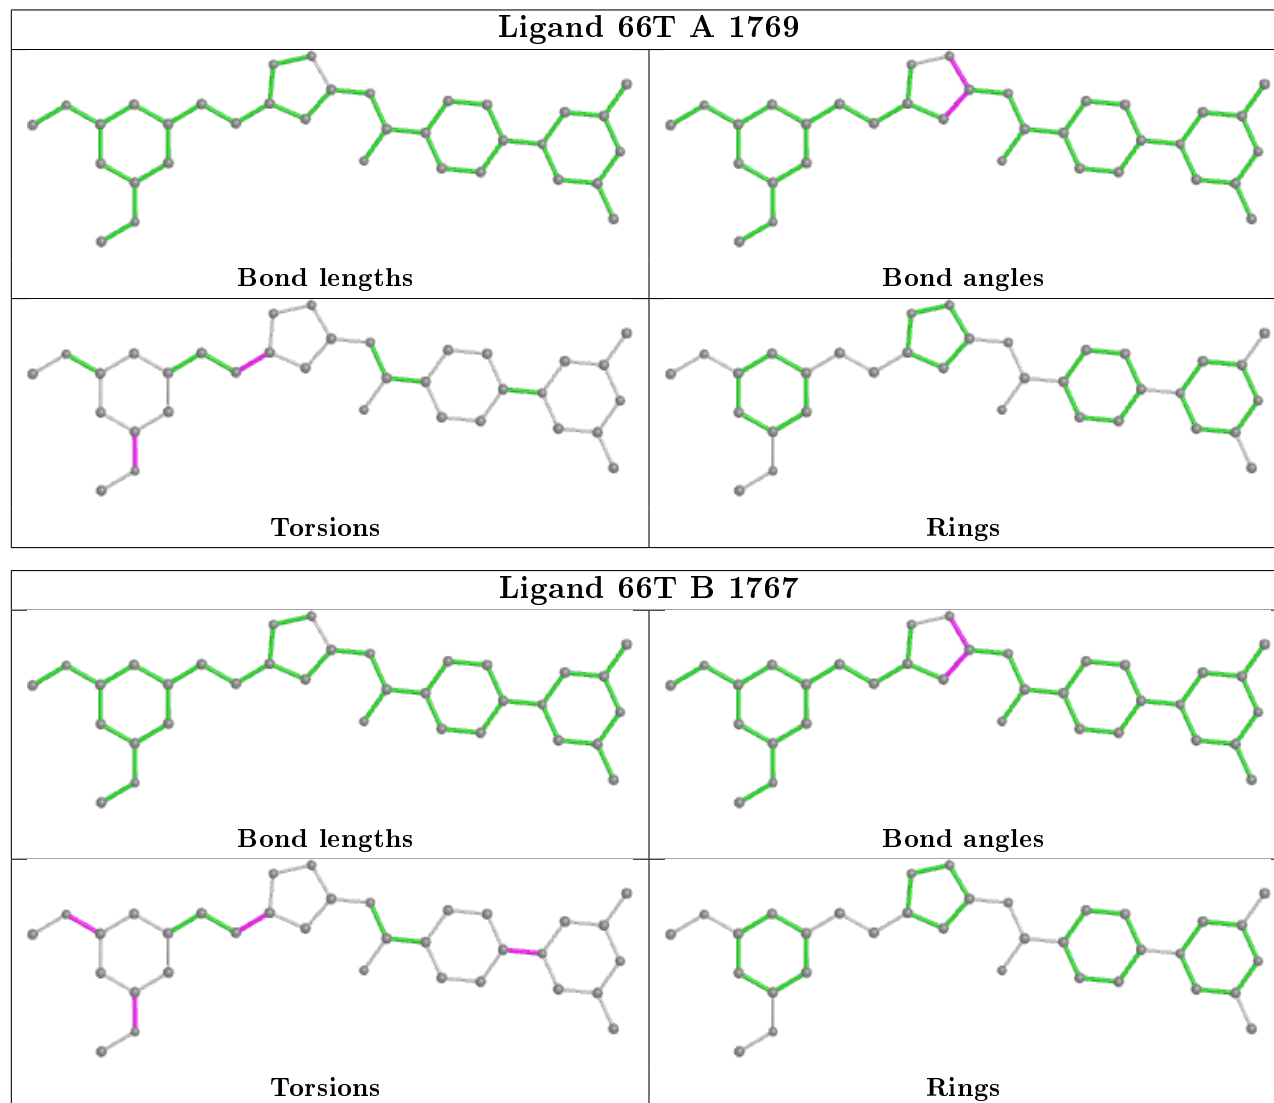 Ligand 66T A 1769
Bond lengths
Bond angles
Torsions
Rings
Ligand 66T B 1767
Bond lengths
Bond angles
Torsions
Rings